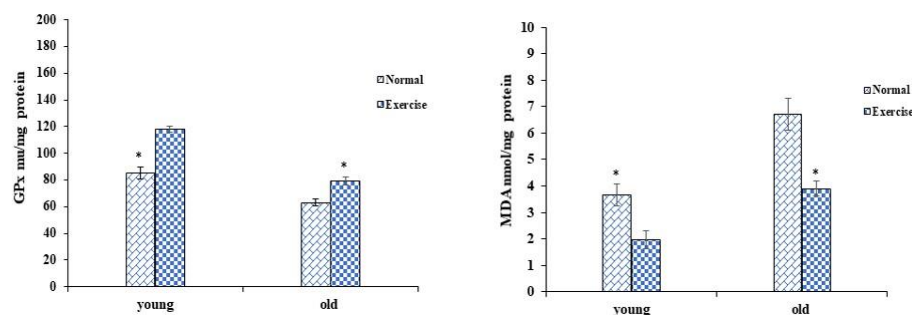 GPx mu/mg protein
200
180
160
140
120
100
80
60
40
20
0
*
*
young
old
Normal
Exercise
MDA nmol/mg protein
10
9
8
7
6
5
4
3
2
1
0
*
*
young
old
Normal
Exercise